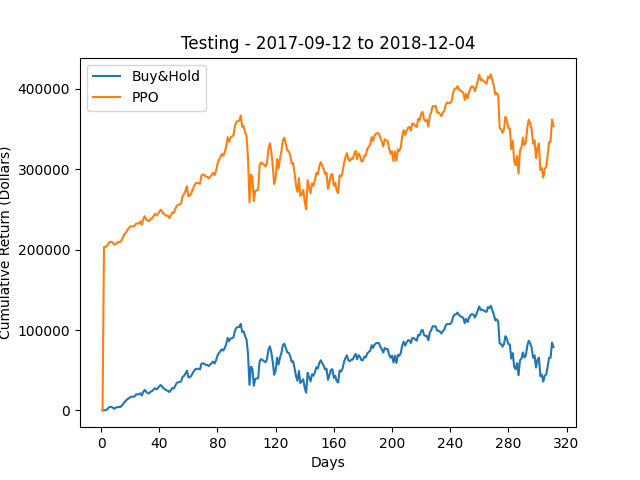 Testing - 2017-09-12 to 2018-12-04
Buy&Hold
PPO
Cumulative Return (Dollars)
400000
300000
200000
100000
0
0 40 80 120 160 200 240 280 320
Days